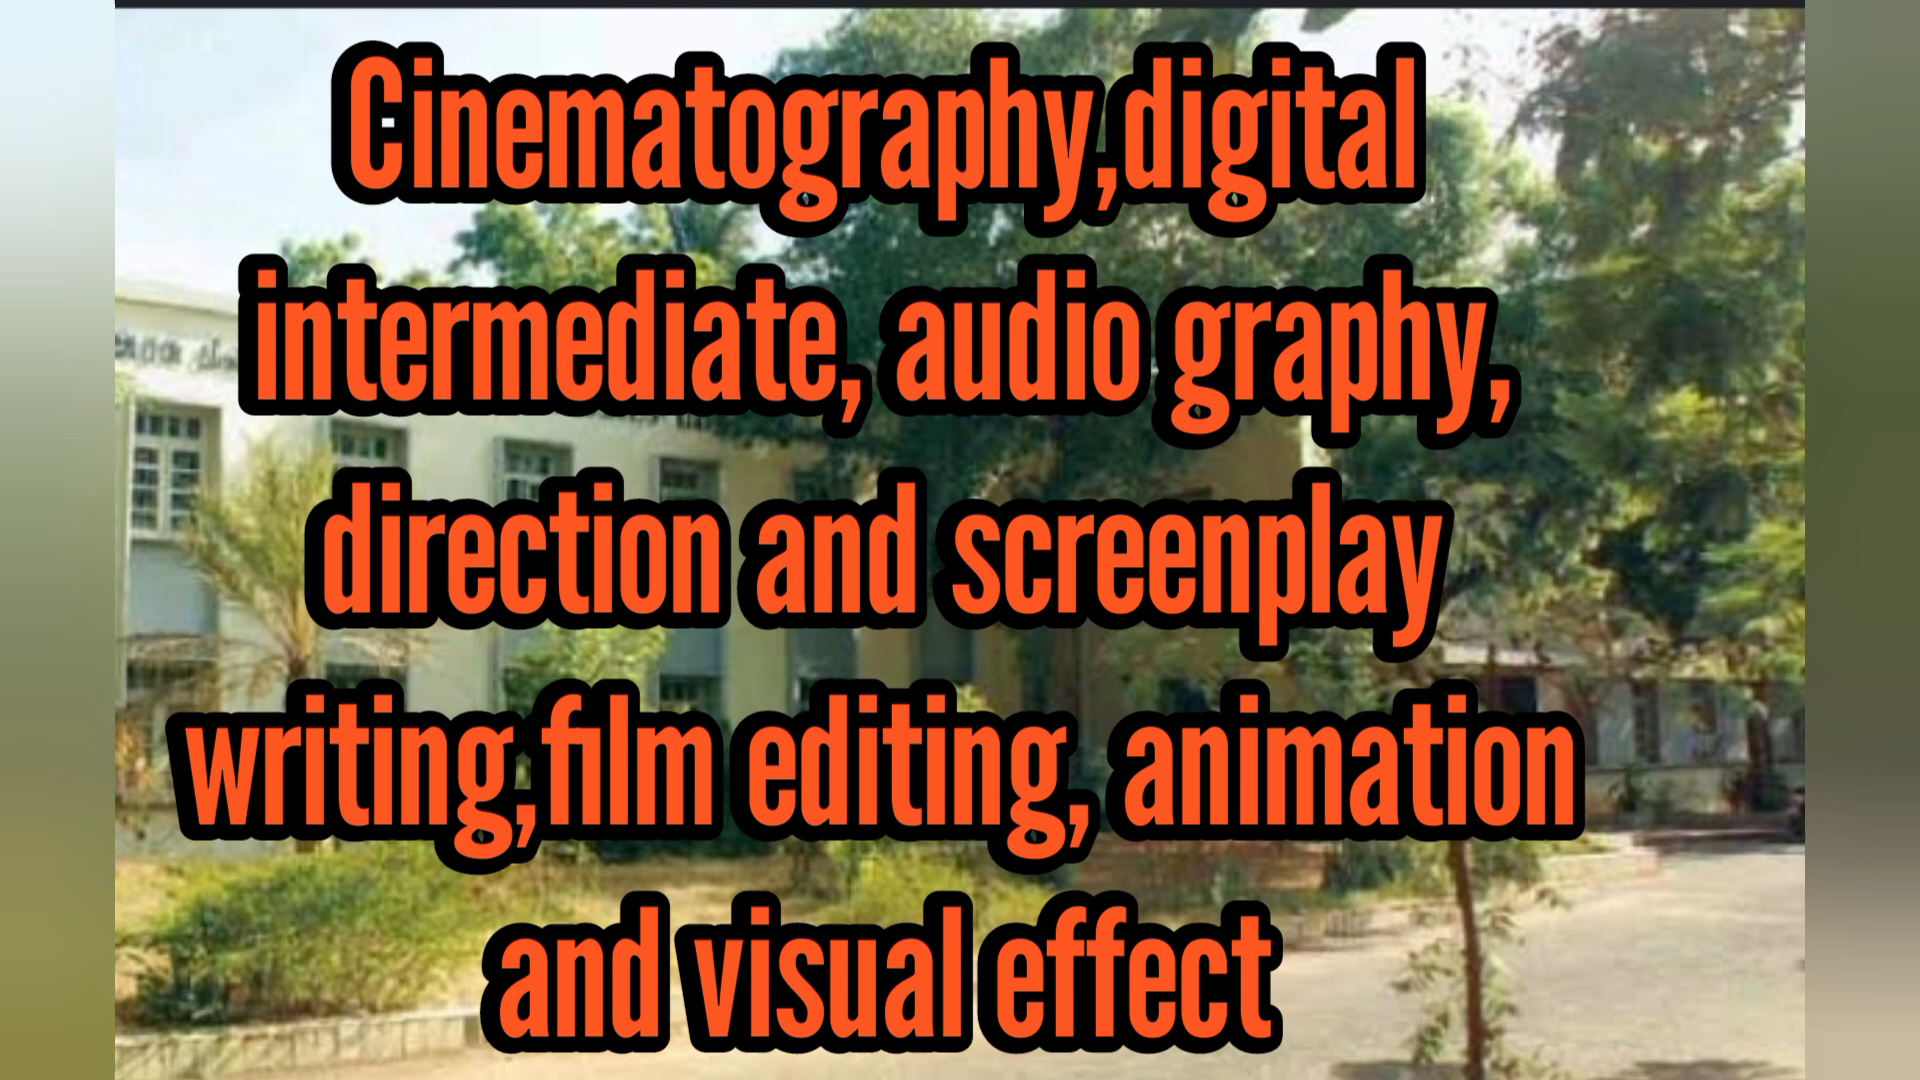 Cinematography,digital
intermediate, audio graphy,
direction and screenplay
writing,film editing, animation
and visual effect